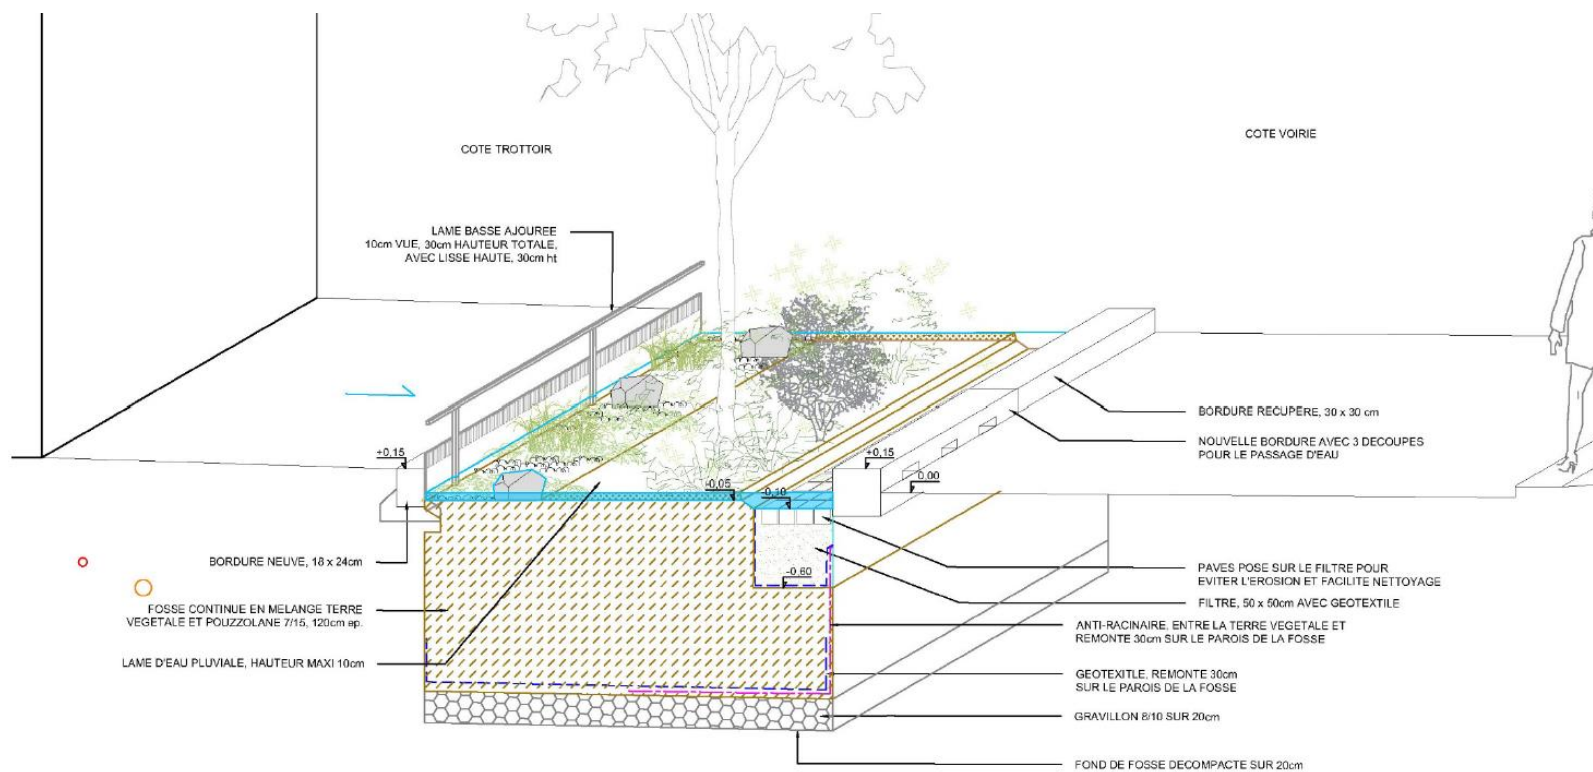 COTE VOIRIE
COTE TROTTOIR
LAME BASSE AJOUREE
10cm VUE, 30cm HAUTEUR TOTALE,
AVEC LISSE HAUTE, 30cm ht
BORDURE RECUPERE, 30 x 30 cm
NOUVELLE BORDURE AVEC 3 DECOUPES
POUR LE PASSAGE D'EAU
+0,15
+0,15
0,00
-0,05
-0,10
BORDURE NEUVE, 18 x 24cm
-0,60
PAVES POSE SUR LE FILTRE POUR
EVITER L'EROSION ET FACILITE NETTOYAGE
FILTRE, 50 x 50cm AVEC GEOTEXTILE
FOSSE CONTINUE EN MELANGE TERRE
VEGETALE ET POUZZOLANE 7/15, 120cm ep.
ANTI-RACINAIRE, ENTRE LA TERRE VEGETALE ET
REMONTE 30cm SUR LE PAROIS DE LA FOSSE
LAME D'EAU PLUVIALE, HAUTEUR MAXI 10cm
GEOTEXITLE, REMONTE 30cm
SUR LE PAROIS DE LA FOSSE
GRAVILLON 8/10 SUR 20cm
FOND DE FOSSE DECOMPACTE SUR 20cm